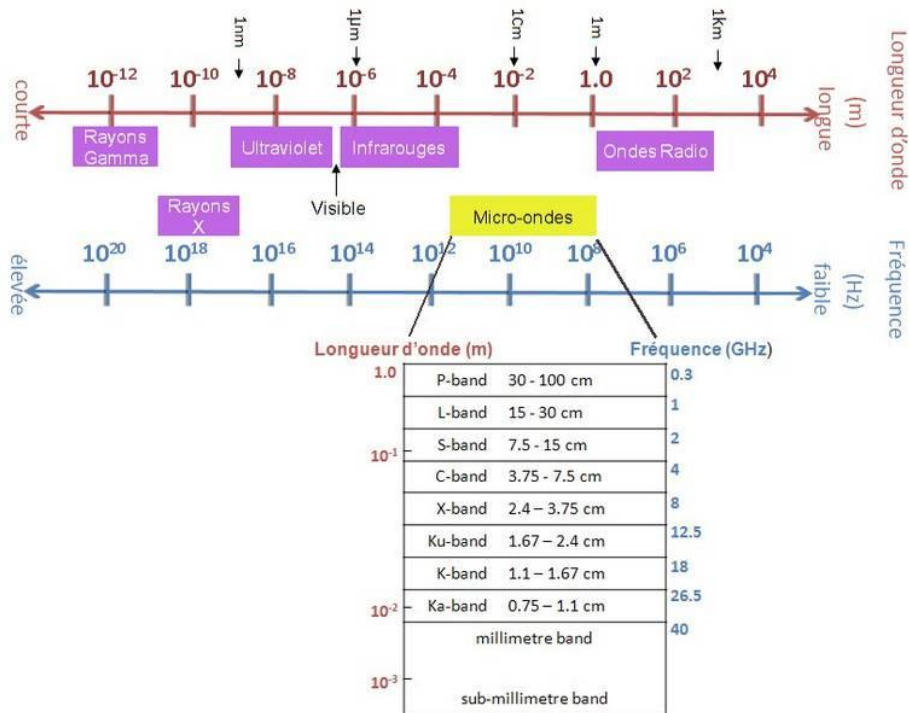 1nm 1µm 1cm 1m 1km
10⁻¹² 10⁻¹⁰ 10⁻⁸ 10⁻⁶ 10⁻⁴ 10⁻² 1.0 10² 10⁴
courte
longue
(m)
Longueur d'onde
Rayons
Gamma
Ultraviolet
Infrarouges
Ondes Radio
Rayons
X
Visible
Micro-ondes
10²⁰ 10¹⁸ 10¹⁶ 10¹⁴ 10¹² 10¹⁰ 10⁸ 10⁶ 10⁴
élevée
faible
(Hz)
Fréquence
Longueur d'onde (m) Fréquence (GHz)
1.0 0.3
P-band 30 - 100 cm
1
L-band 15 - 30 cm
2
S-band 7.5 - 15 cm
10⁻¹ 4
C-band 3.75 - 7.5 cm
8
X-band 2.4 – 3.75 cm
12.5
Ku-band 1.67 – 2.4 cm
18
K-band 1.1 – 1.67 cm
26.5
10⁻² Ka-band 0.75 – 1.1 cm
40
millimetre band
10⁻³
sub-millimetre band